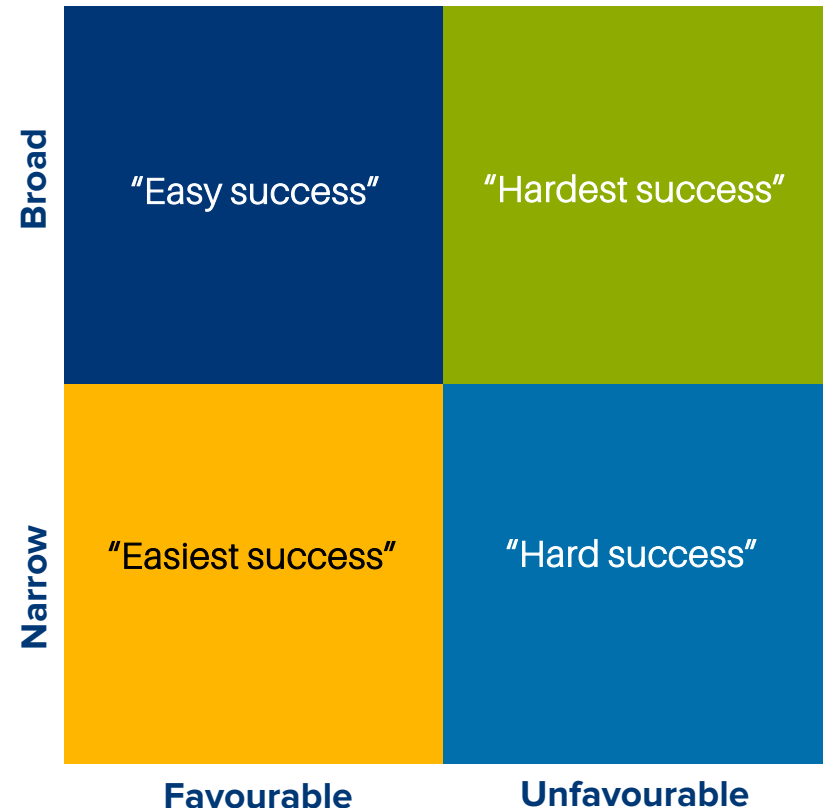 Broad
“Easy success”
“Hardest success”
Narrow
“Easiest success”
“Hard success”
Favourable
Unfavourable